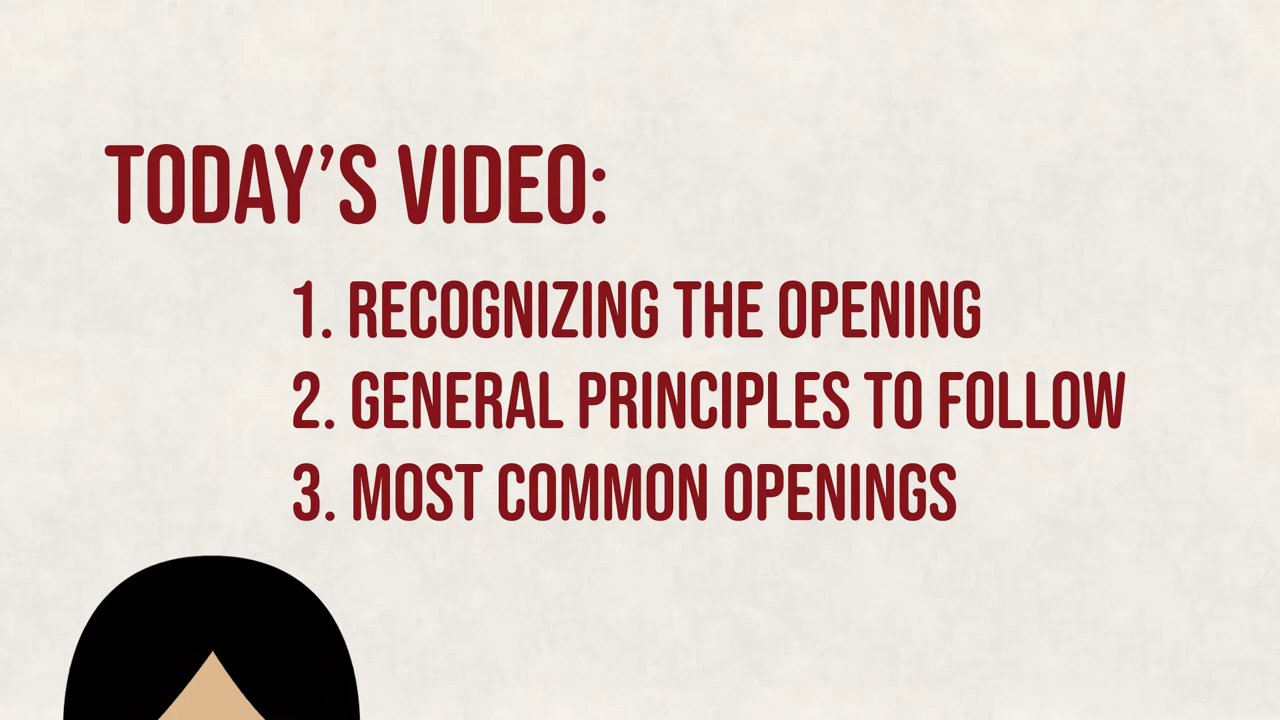 TODAY’S VIDEO:
1. RECOGNIZING THE OPENING
2. GENERAL PRINCIPLES TO FOLLOW
3. MOST COMMON OPENINGS